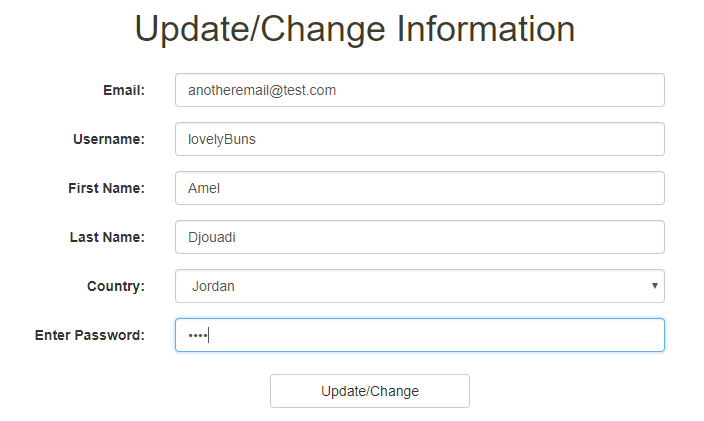 Update/Change Information
Email: anotheremail@test.com
Username: lovelyBuns
First Name: Amel
Last Name: Djouadi
Country: Jordan
Enter Password: ••••
Update/Change